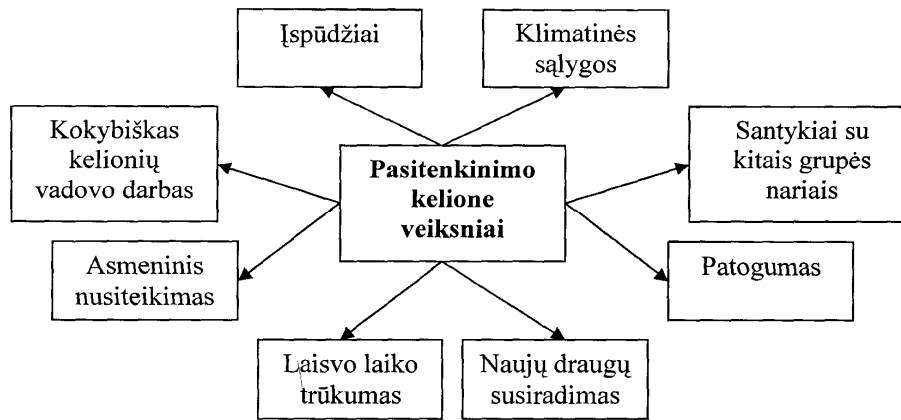 Įspūdžiai
Klimatinės
sąlygos
Kokybiškas
kelionių
vadovo darbas
Pasitenkinimo
kelione
veiksniai
Santykiai su
kitais grupės
nariais
Asmeninis
nusiteikimas
Patogumas
Laisvo laiko
trūkumas
Naujų draugų
susiradimas